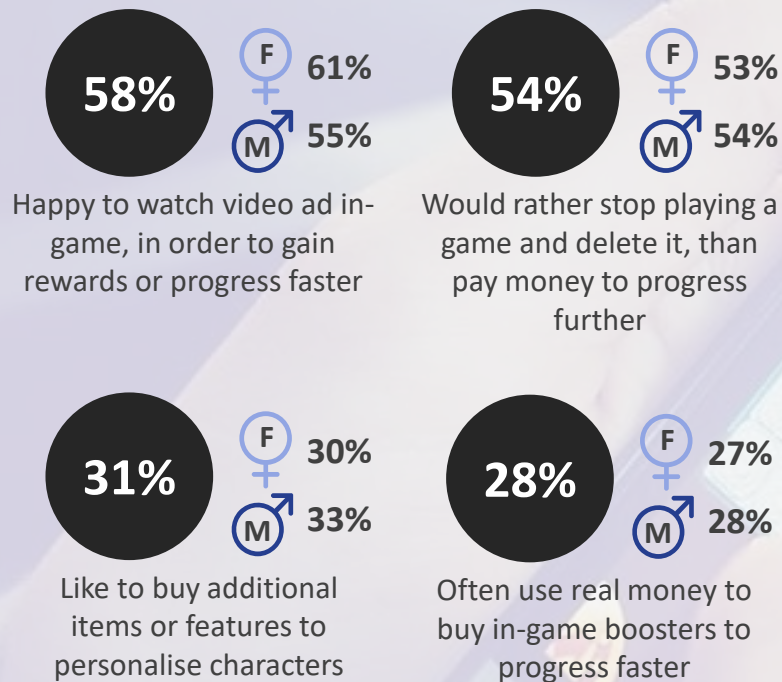 58%
F
61%
M
55%
Happy to watch video ad in-
game, in order to gain
rewards or progress faster
54%
F
53%
M
54%
Would rather stop playing a
game and delete it, than
pay money to progress
further
31%
F
30%
M
33%
Like to buy additional
items or features to
personalise characters
28%
F
27%
M
28%
Often use real money to
buy in-game boosters to
progress faster